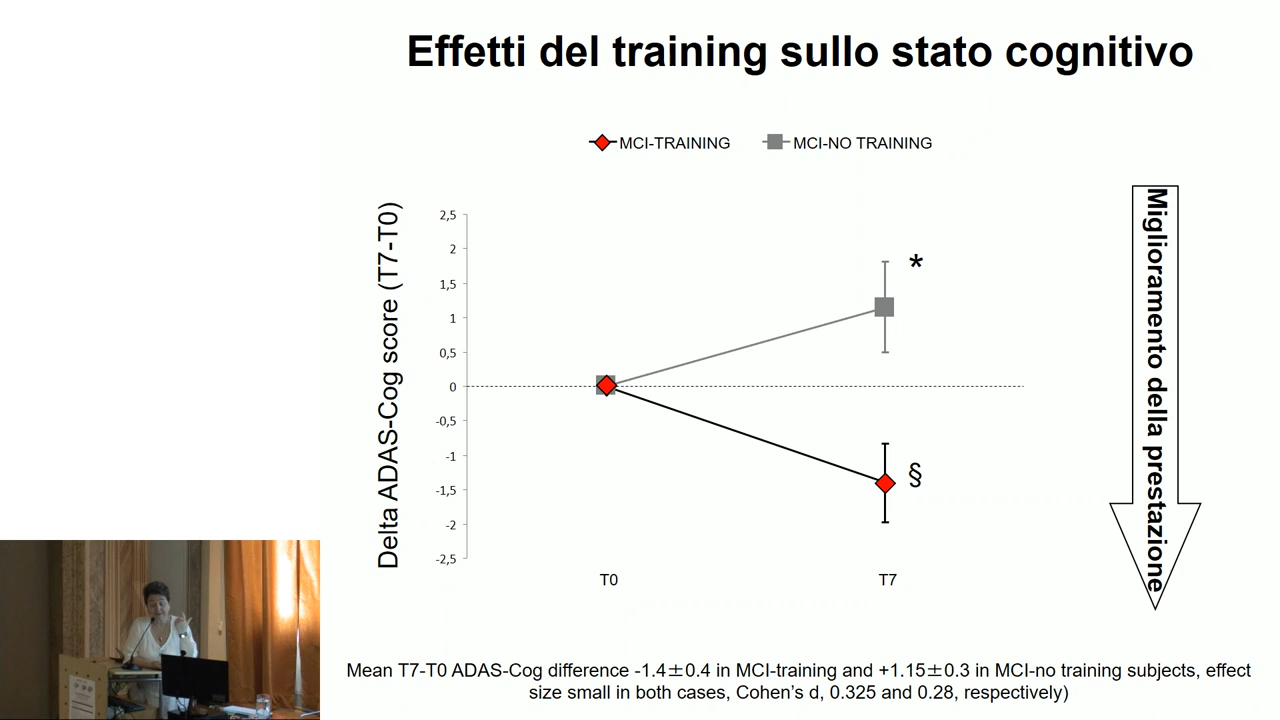 Effetti del training sullo stato cognitivo
MCI-TRAINING
MCI-NO TRAINING
Delta ADAS-Cog score (T7-T0)
2,5
2
1,5
1
0,5
0
-0,5
-1
-1,5
-2
-2,5
*
§
T0
T7
Miglioramento della prestazione
Mean T7-T0 ADAS-Cog difference -1.4±0.4 in MCI-training and +1.15±0.3 in MCI-no training subjects, effect
size small in both cases, Cohen's d, 0.325 and 0.28, respectively)